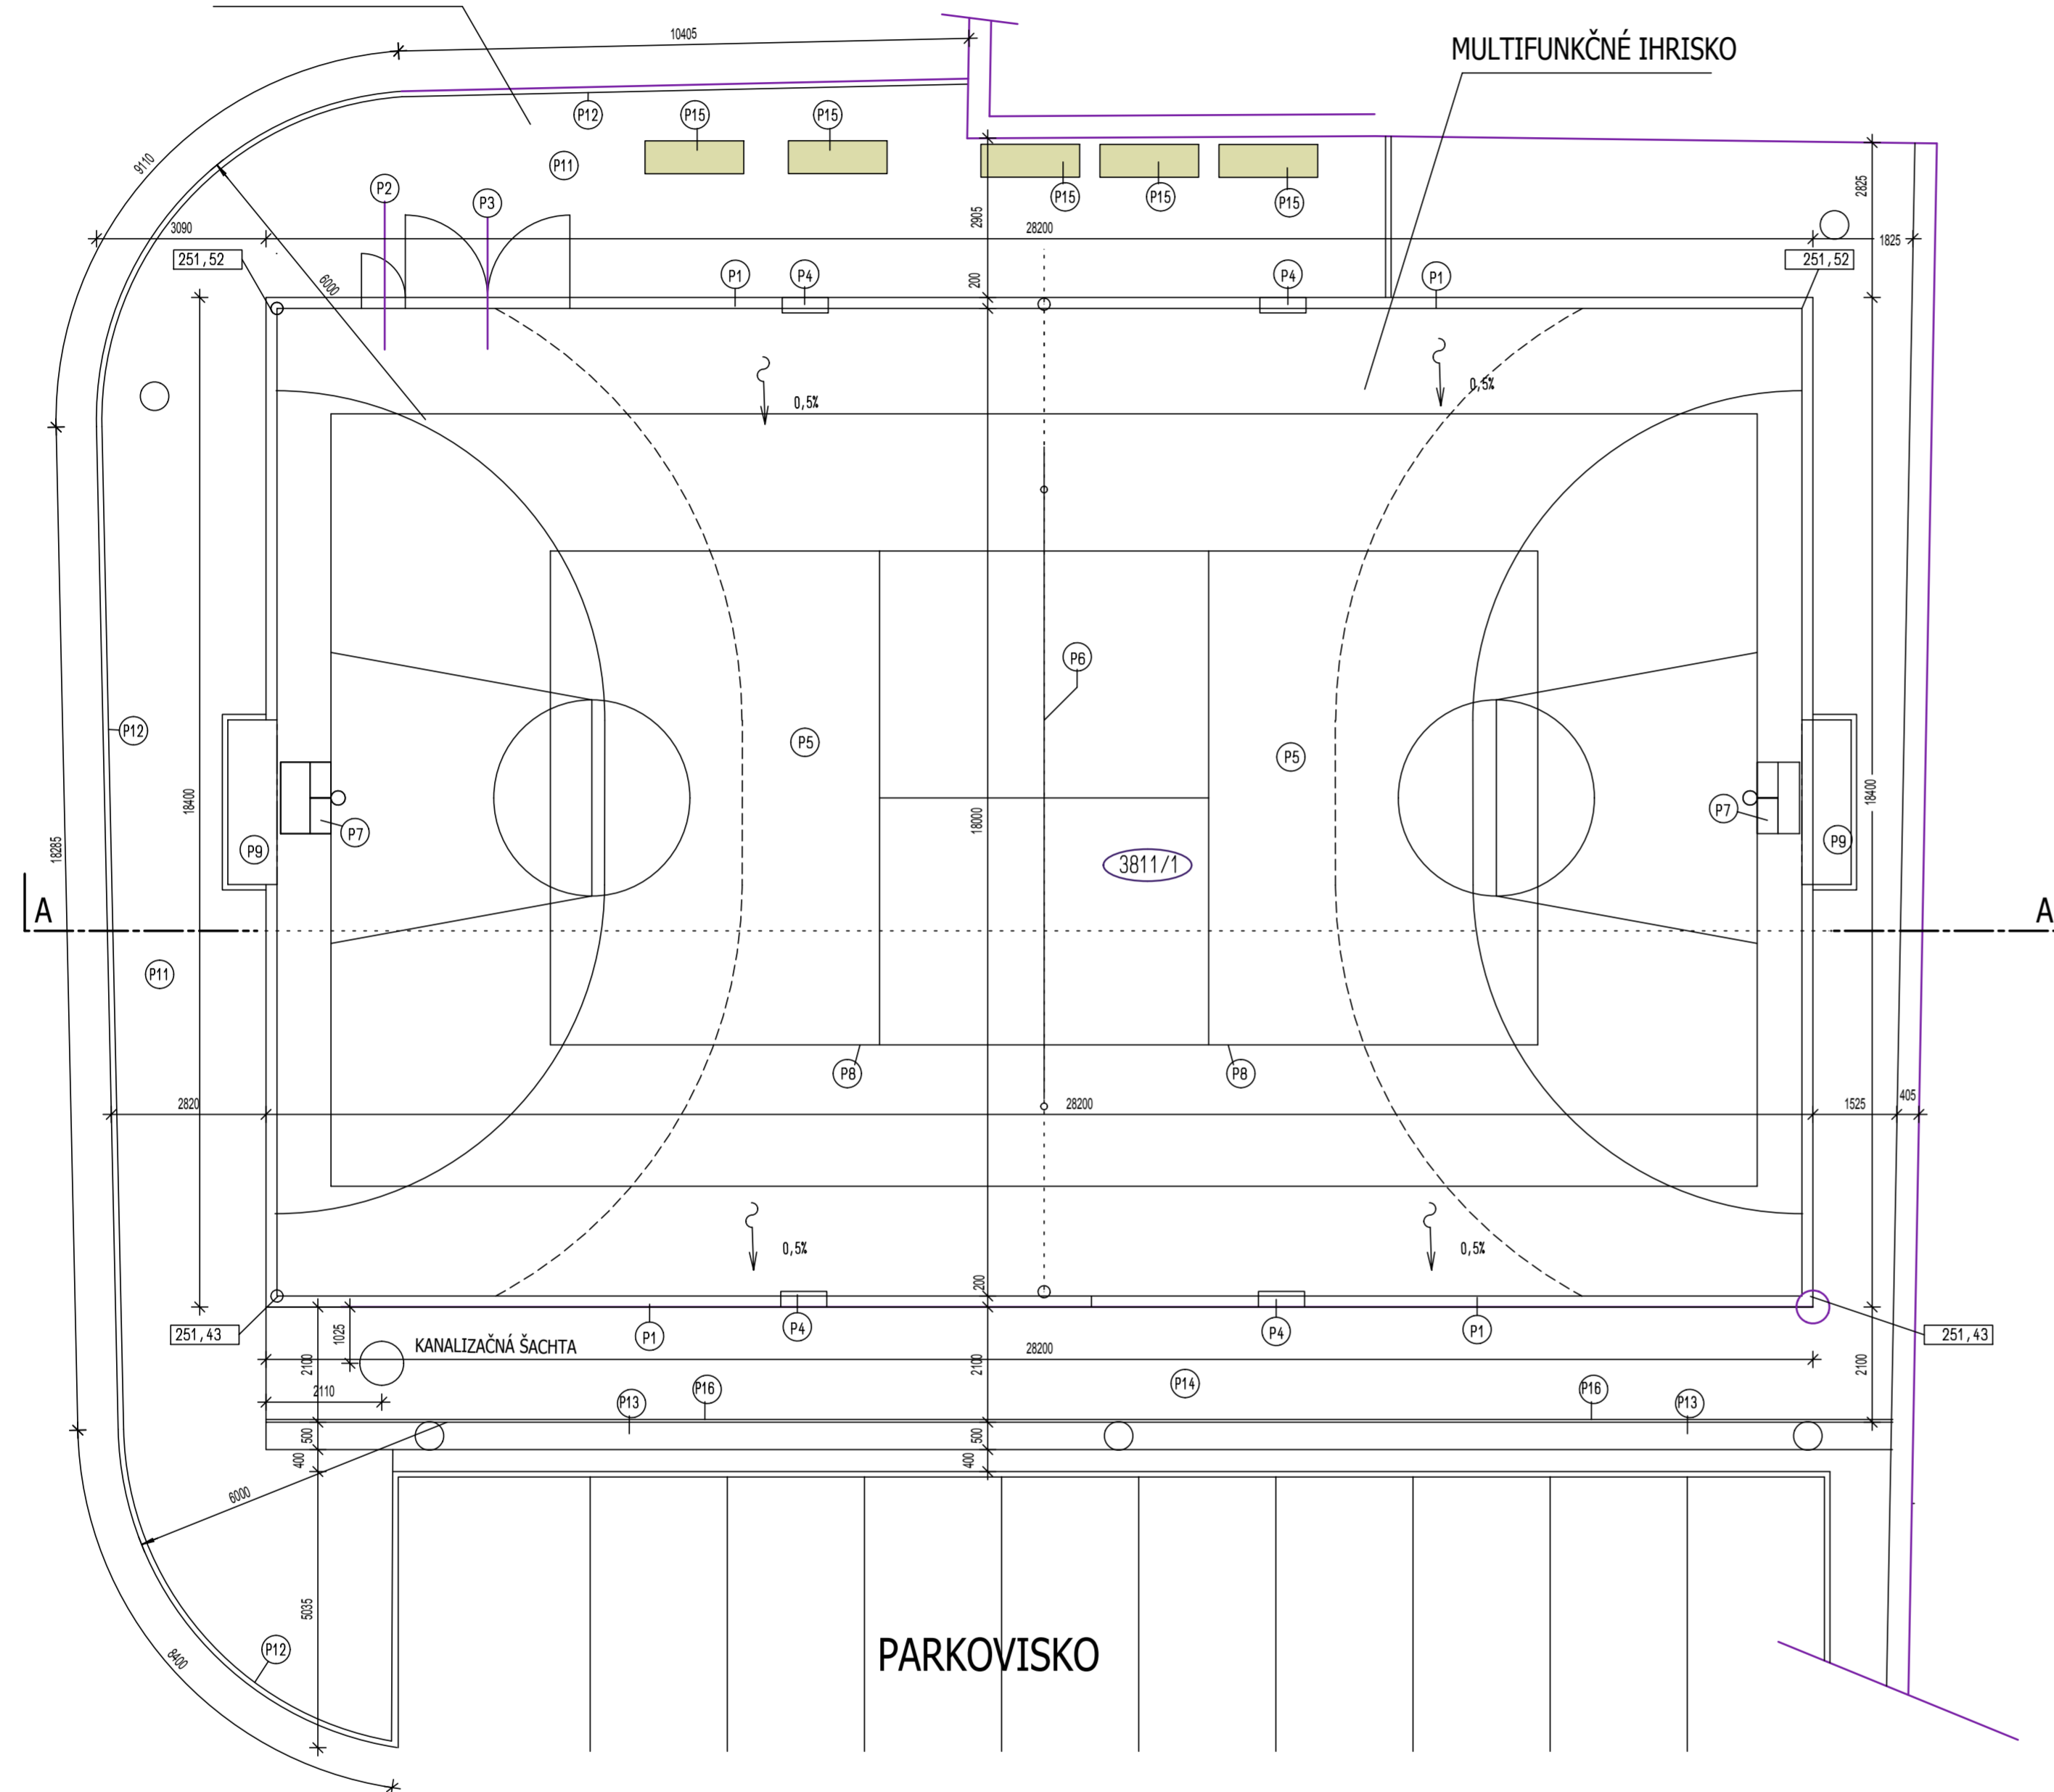 10405
MULTIFUNKČNÉ IHRISKO
P12
P15
P15
9110
P11
P2
P3
P15
P15
P15
2825
2905
3090
28200
1825
251,52
251,52
6000
P1
P4
200
P4
P1
0,5%
0,5%
P6
P12
P5
P5
18400
18000
18400
P7
P7
18285
P9
P9
3811/1
A
A
P11
P8
P8
2820
28200
1525
405
0,5%
0,5%
200
251,43
1025
P1
P4
P4
P1
251,43
KANALIZAČNÁ ŠACHTA
28200
2100
2100
2100
2110
P13
P16
P14
P16
P13
500
500
400
400
6000
5035
P12
8400
PARKOVISKO